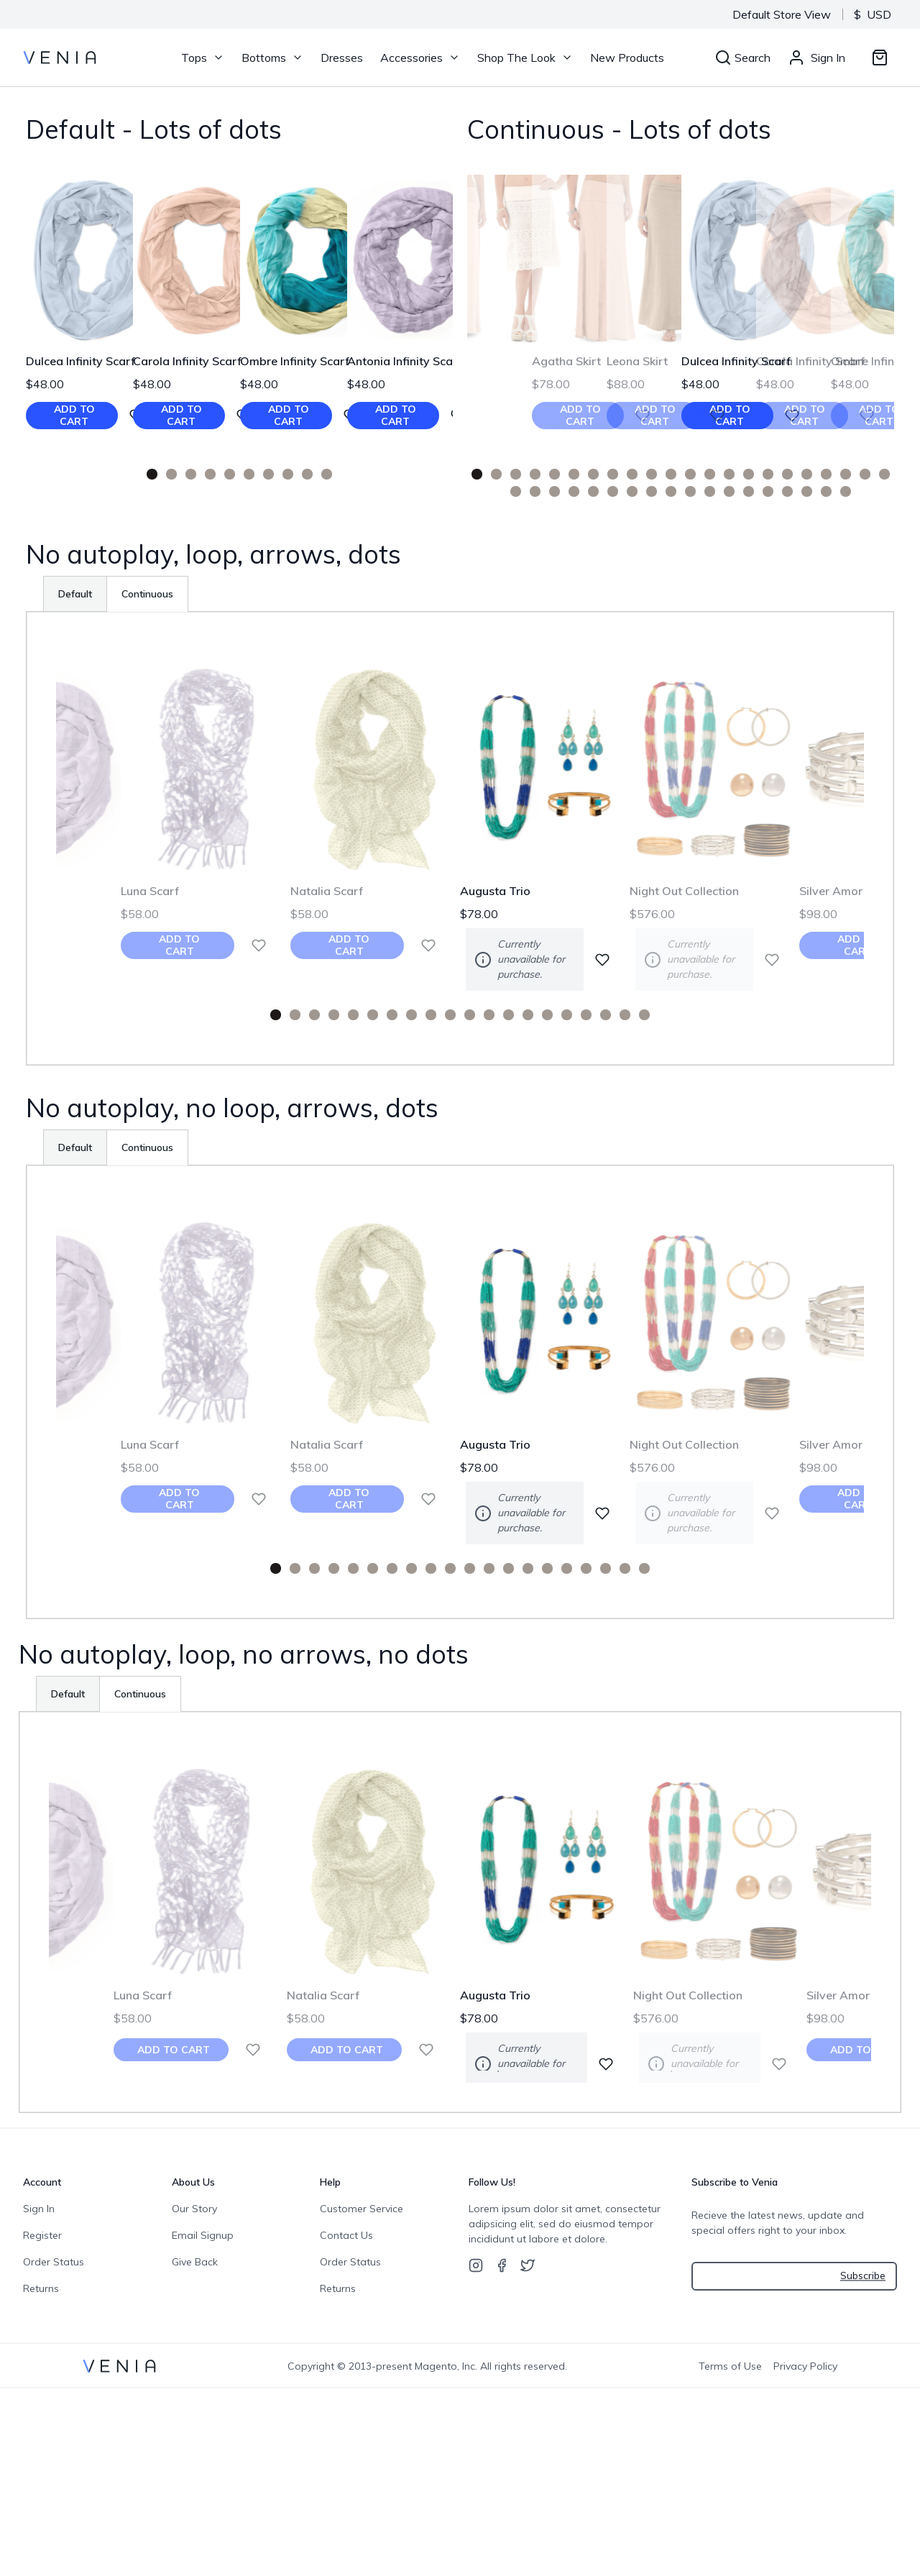 Default Store View $ USD
VENIA Tops Bottoms Dresses Accessories Shop The Look New Products Search Sign In
Default - Lots of dots
Dulcea Infinity Scarf Carola Infinity Scarf Ombre Infinity Scarf Antonia Infinity Sca
$48.00 $48.00 $48.00 $48.00
ADD TO CART ADD TO CART ADD TO CART ADD TO CART
Continuous - Lots of dots
Agatha Skirt Leona Skirt Dulcea Infinity Scarf Infinity Infin
$78.00 $88.00 $48.00 $48.00 $48.00
ADD TO CART ADD TO CART ADD TO CART ADD TO CART ADD TO CART
No autoplay, loop, arrows, dots
Default Continuous
Luna Scarf Natalia Scarf Augusta Trio Night Out Collection Silver Amor
$58.00 $58.00 $78.00 $576.00 $98.00
ADD TO CART ADD TO CART Currently unavailable for purchase. Currently unavailable for purchase. ADD CAR
No autoplay, no loop, arrows, dots
Default Continuous
Luna Scarf Natalia Scarf Augusta Trio Night Out Collection Silver Amor
$58.00 $58.00 $78.00 $576.00 $98.00
ADD TO CART ADD TO CART Currently unavailable for purchase. Currently unavailable for purchase. ADD CAR
No autoplay, loop, no arrows, no dots
Default Continuous
Luna Scarf Natalia Scarf Augusta Trio Night Out Collection Silver Amor
$58.00 $58.00 $78.00 $576.00 $98.00
ADD TO CART ADD TO CART Currently unavailable for Currently unavailable for ADD TO
Account
Sign In
Register
Order Status
Returns
About Us
Our Story
Email Signup
Give Back
Help
Customer Service
Contact Us
Order Status
Returns
Follow Us!
Lorem ipsum dolor sit amet, consectetur
adipsicing elit, sed do eiusmod tempor
incididunt ut labore et dolore.
Subscribe to Venia
Recieve the latest news, update and
special offers right to your inbox.
Subscribe
VENIA Copyright © 2013-present Magento, Inc. All rights reserved. Terms of Use Privacy Policy